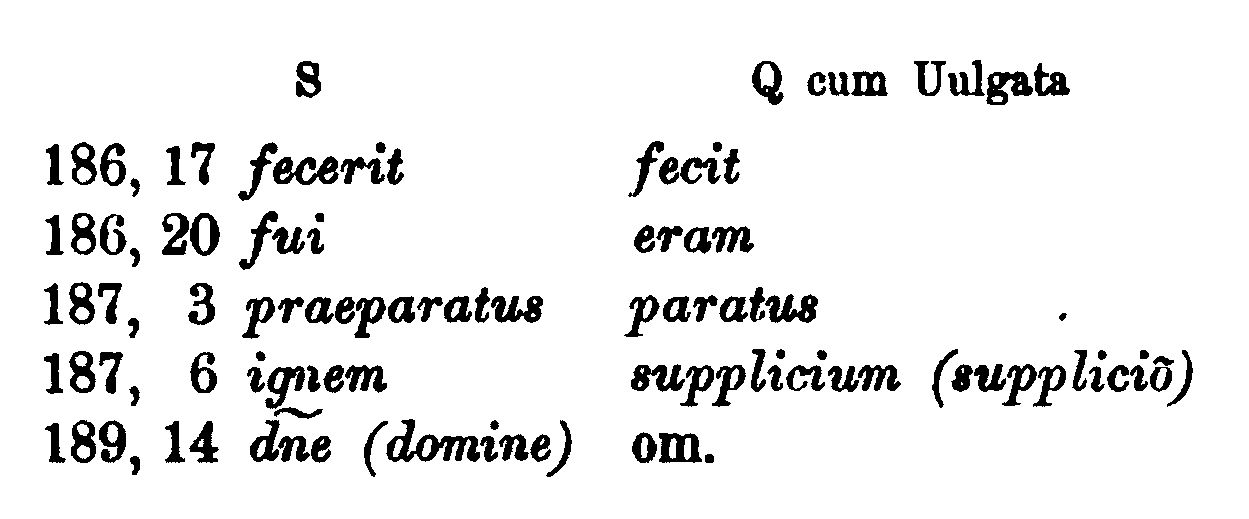 S Q cum Uulgata
186, 17 fecerit fecit
186, 20 fui eram
187, 3 praeparatus paratus
187, 6 ignem supplicium (suppliciõ)
189, 14 dñe (domine) om.